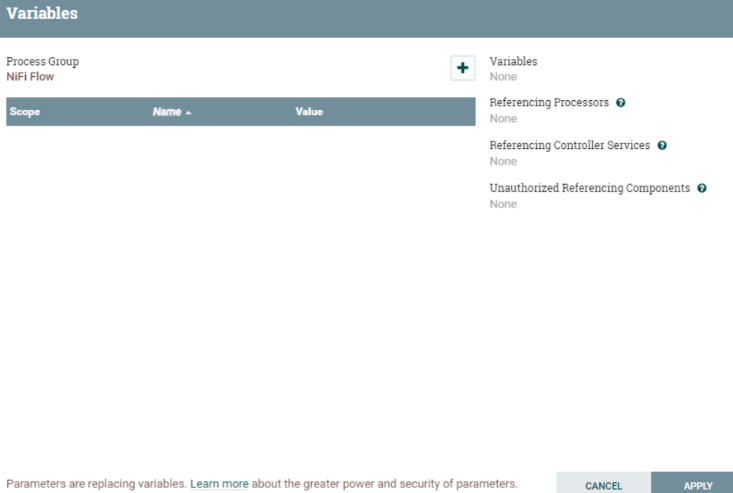 Variables
Process Group
NiFi Flow
Scope Name Value
Variables
None
Referencing Processors
None
Referencing Controller Services
None
Unauthorized Referencing Components
None
Parameters are replacing variables. Learn more about the greater power and security of parameters.
CANCEL APPLY